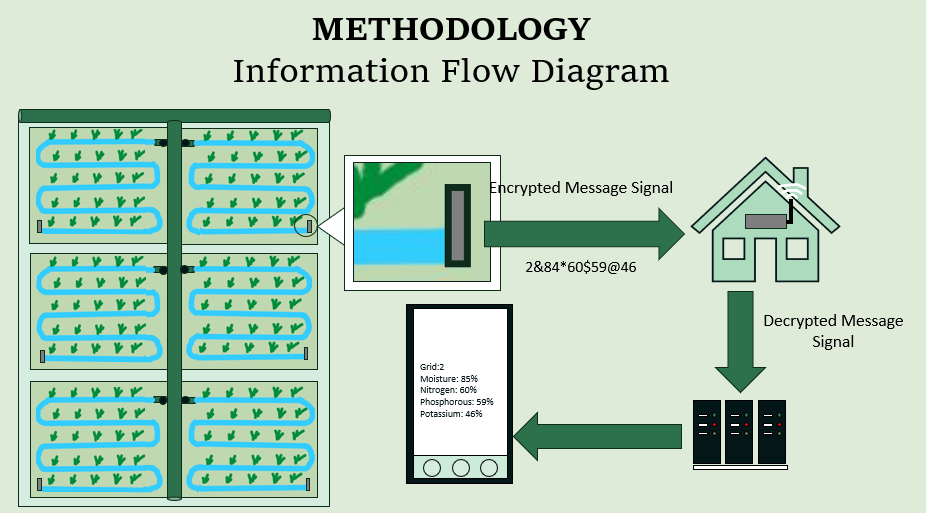 METHODOLOGY
Information Flow Diagram
Encrypted Message Signal
2&84*60$59@46
Decrypted Message
Signal
Grid:2
Moisture: 85%
Nitrogen: 60%
Phosphorous: 59%
Potassium: 46%